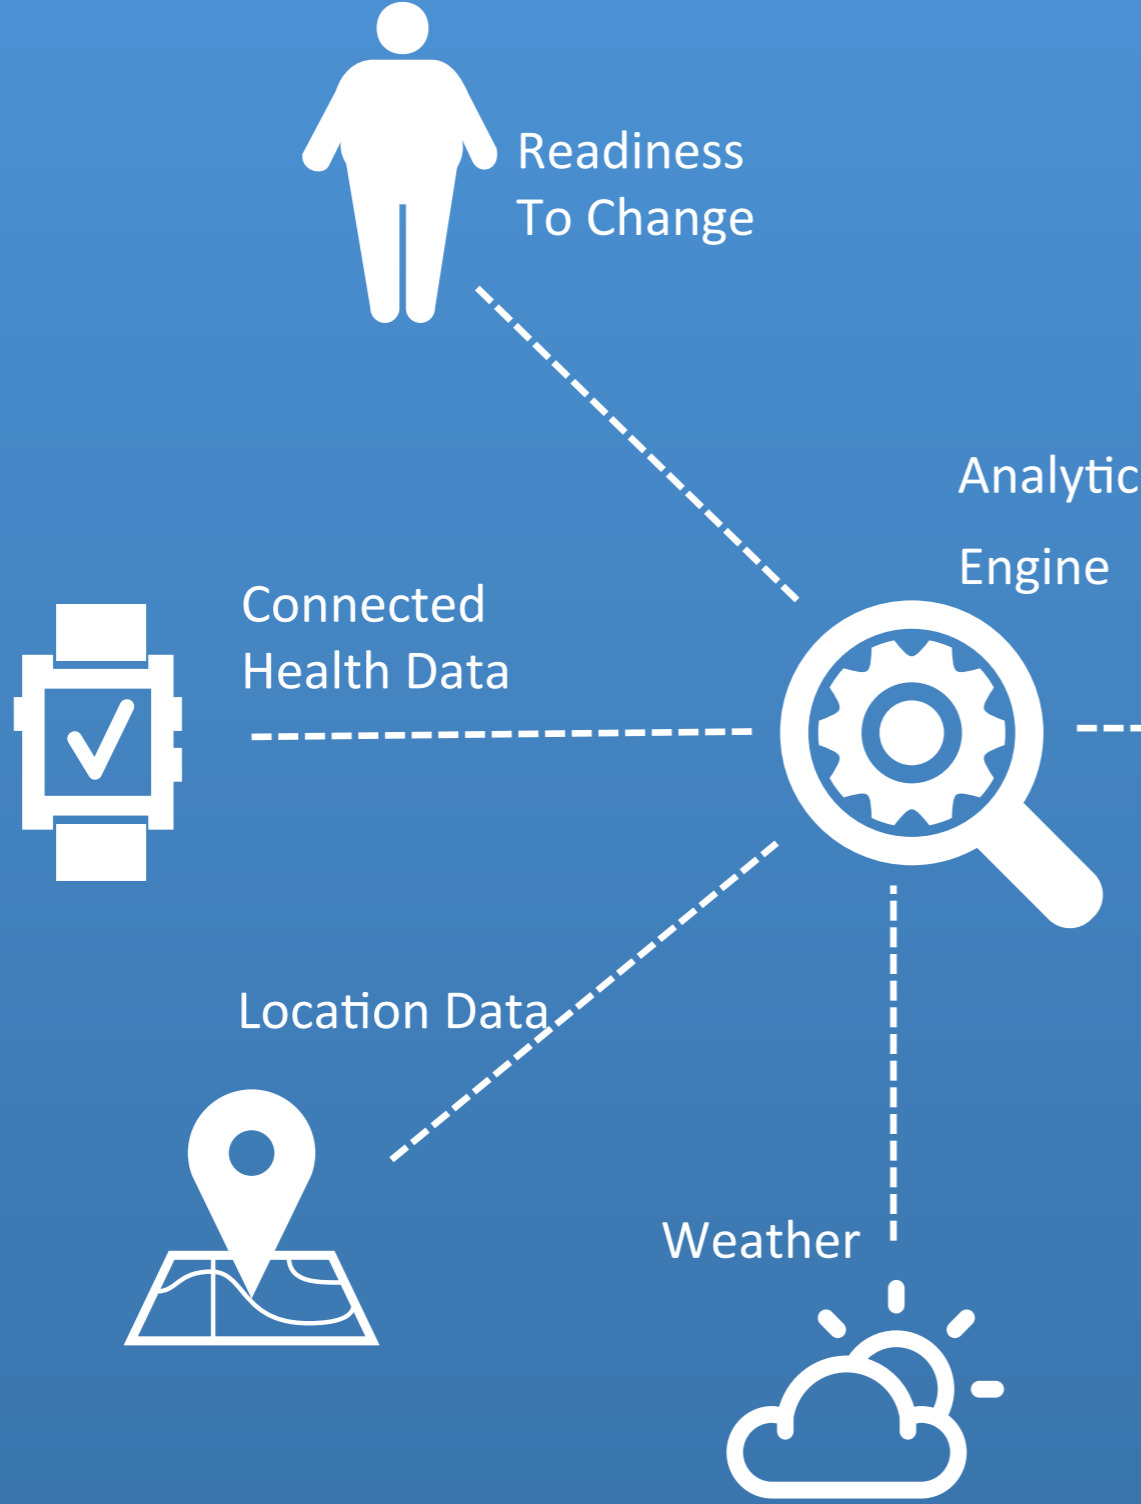 Readiness
To Change
Analytic
Engine
Connected
Health Data
Location Data
Weather